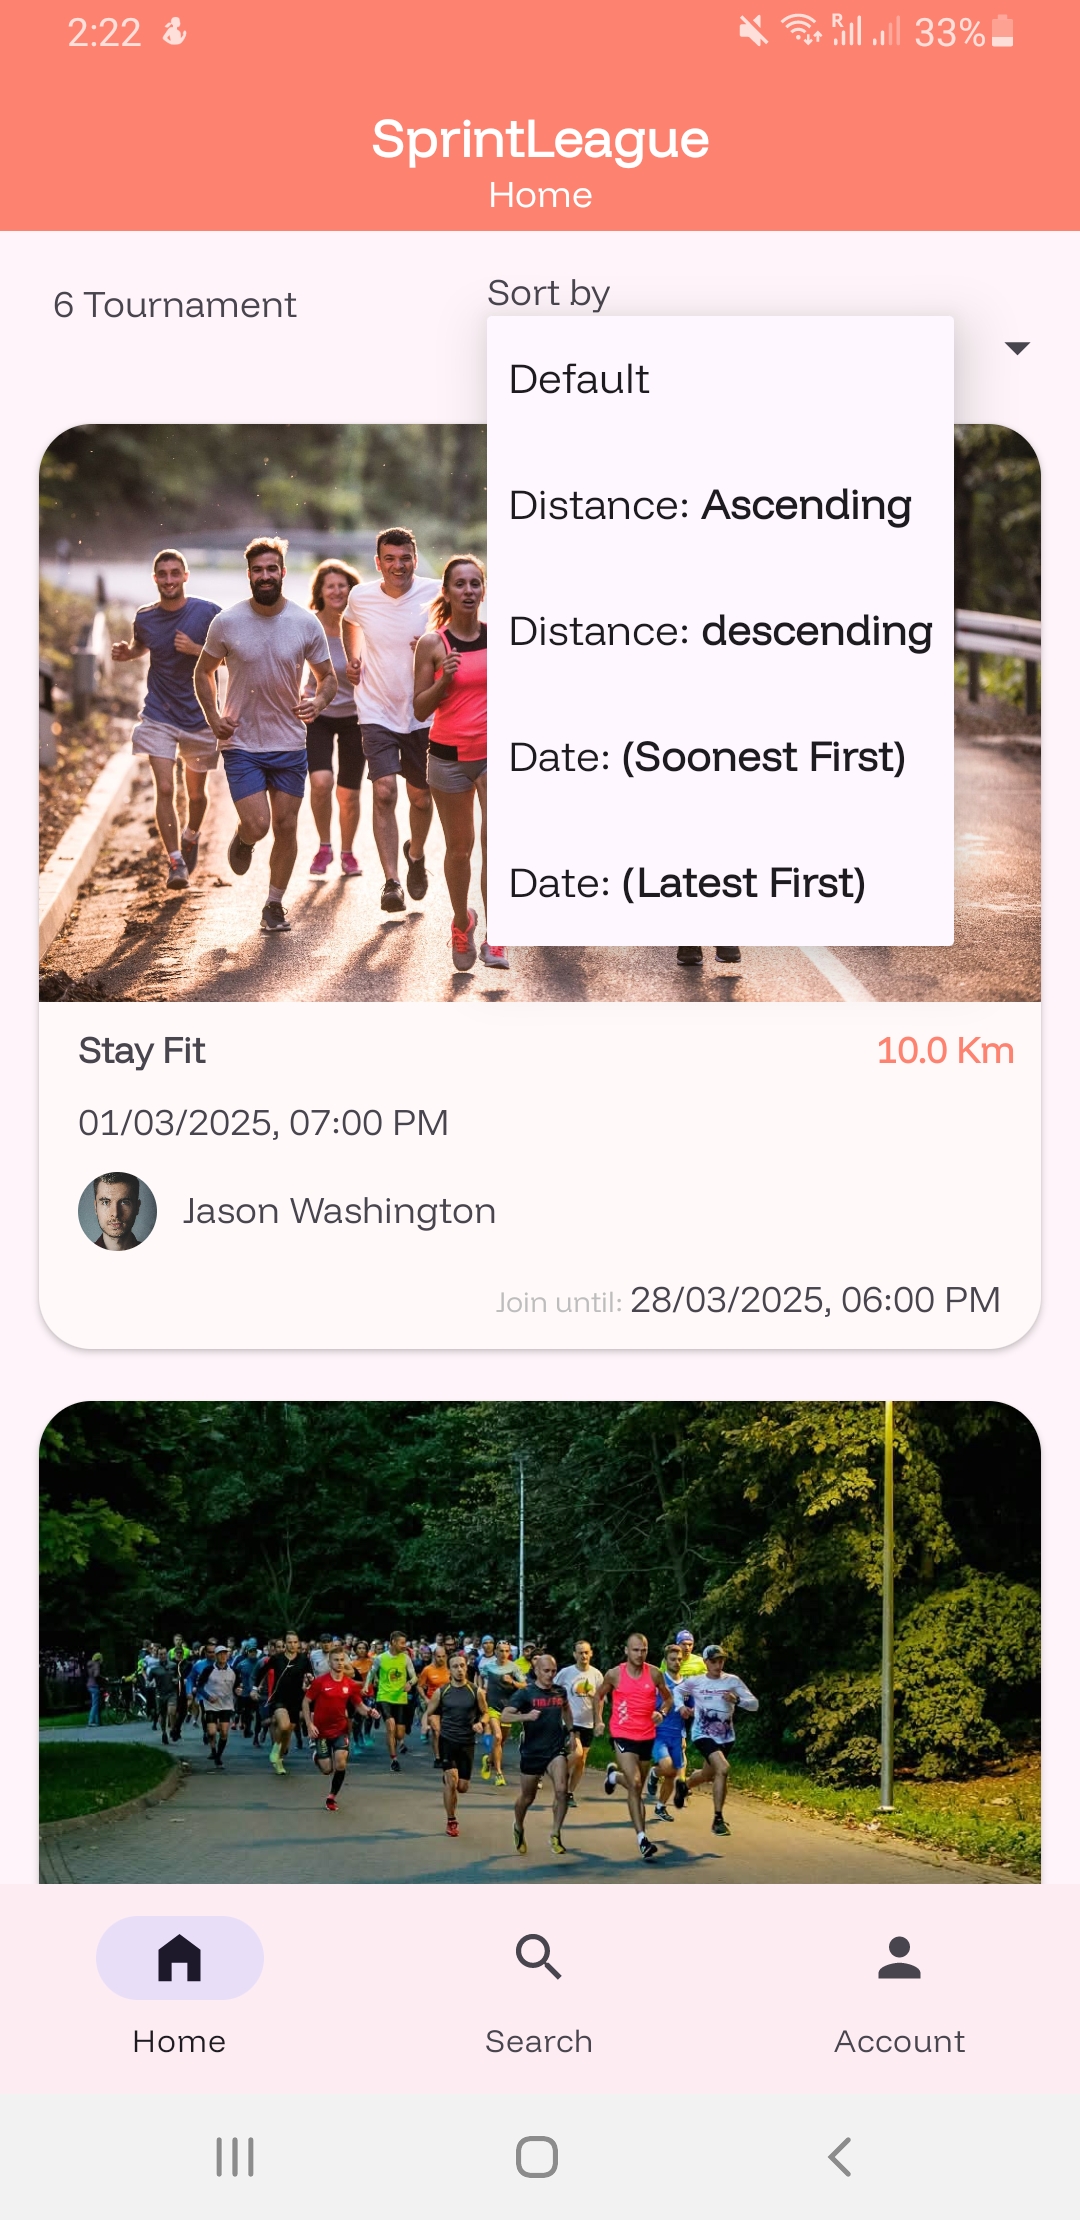 2:22
R
33%
SprintLeague
Home
6 Tournament
Sort by
Default
Distance: Ascending
Distance: descending
Date: (Soonest First)
Date: (Latest First)
Stay Fit
10.0 Km
01/03/2025, 07:00 PM
Jason Washington
Join until: 28/03/2025, 06:00 PM
Home
Search
Account